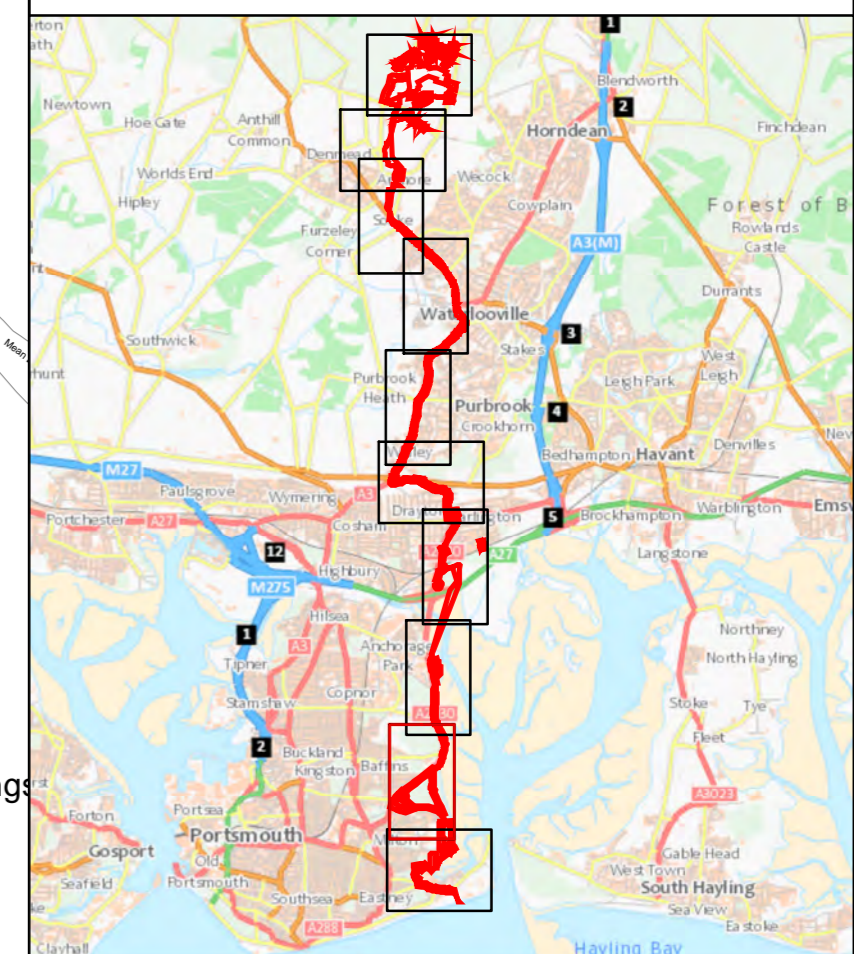 1
erton
ath
Blendworth
Newtown
2
Hoe Gate
Anthill
Common
Horndean
Finchdean
Denmead
Worlds End
Wecock
Hipley
Cowplain
Forest of B
Rowlands
Castle
Furzeley
Corner
A3(M)
Durrants
Waterlooville
Southwick
Mean
3
Stakes
West
Leigh
Purbrook
Heath
Leigh Park
Purbrook
4
Crookhorn
Denvilles
Bedhampton
Havant
New
M27
Paulsgrove
Wymering
A3
Portchester
A27
Cosham
Drayton
5
Brockhampton
Warblington
Emsw
12
A27
Langstone
Highbury
M275
Hilsea
1
A3
Anchorage
Park
Northney
North Hayling
Tipner
Copnor
Stamshaw
Stoke
Tye
2
Fleet
Buckland
Kingston
Baffins
ngs
A3023
Forton
Portsea
Portsmouth
Gosport
Old
Portsmouth
Gable Head
West Town
South Hayling
Seafield
Southsea
Eastney
Sea View
Eastoke
A288
Clayhall
Hayling Bay